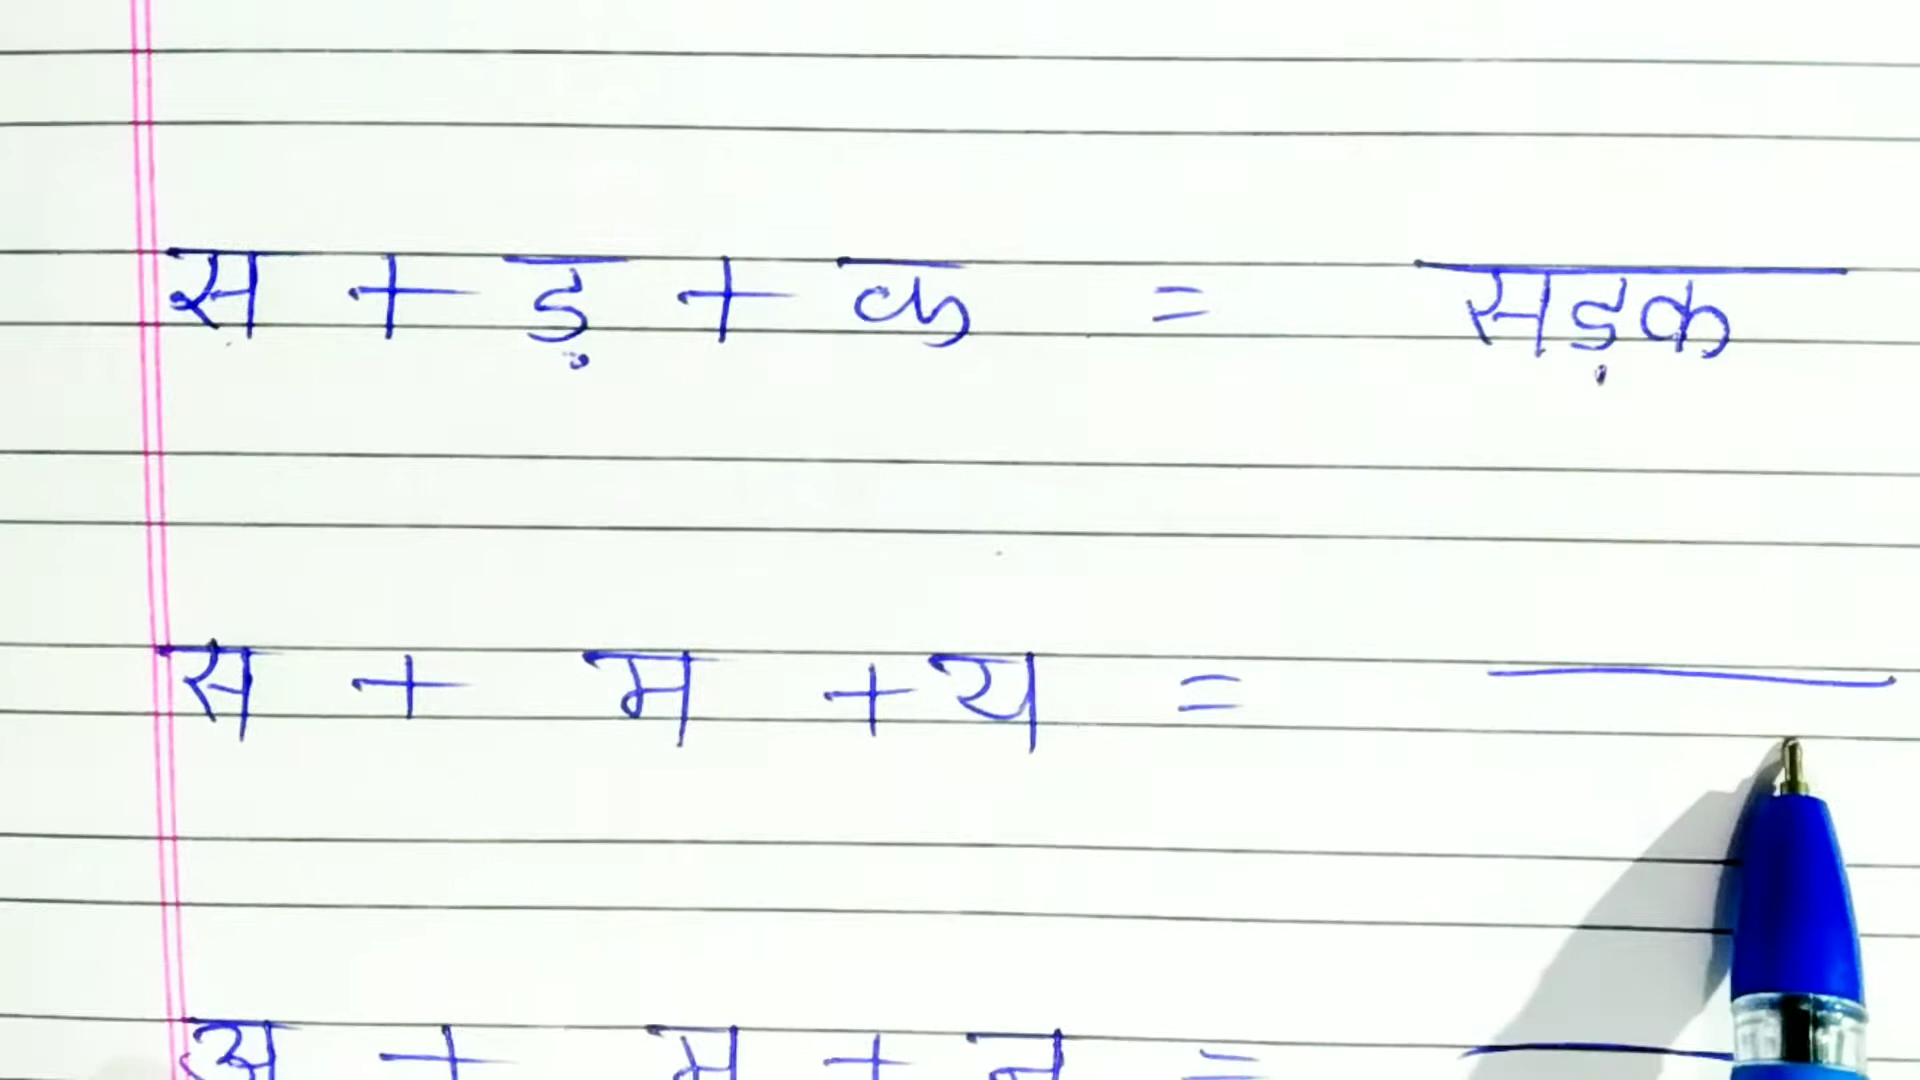 स + ड़ + क = सड़क
स + म + य =
अ + म + न =